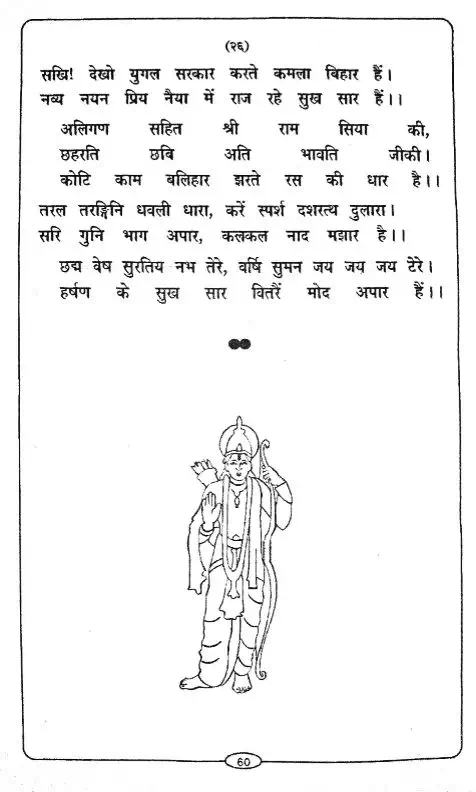 (२६)
सखि! देखो युगल सरकार करते कमला बिहार हैं।
नव्य नयन प्रिय नैया में राज रहे सुख सार हैं।।
अलिगण सहित श्री राम सिया की,
छहरति छवि अति भावति जीकी।
कोटि काम बलिहार झरते रस की धार है।।
तरल तरङ्गिनि धवली धारा, करें स्पर्श दशरत्थ दुलारा।
सरि गुनि भाग अपार, कलकल नाद मझार है।।
छद्म वेष सुरतिय नभ तेरे, वर्षि सुमन जय जय जय टेरे।
हर्षण के सुख सार वितरैं मोद अपार हैं।।
60